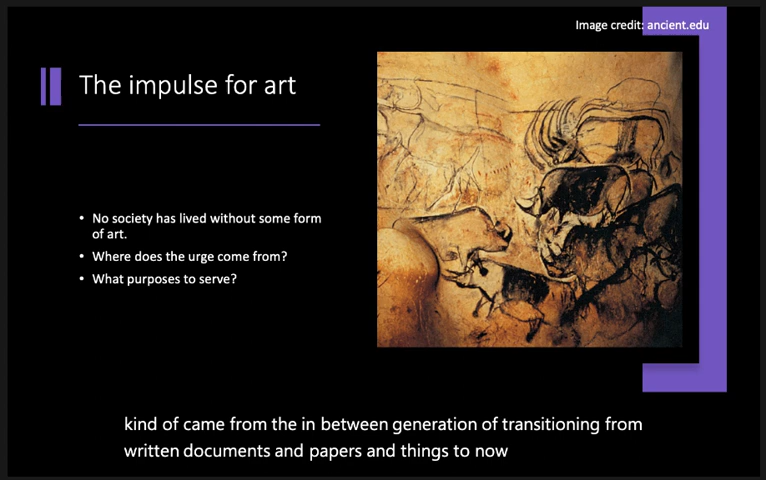 Image credit: ancient.edu
The impulse for art
• No society has lived without some form
of art.
• Where does the urge come from?
• What purposes to serve?
kind of came from the in between generation of transitioning from
written documents and papers and things to now